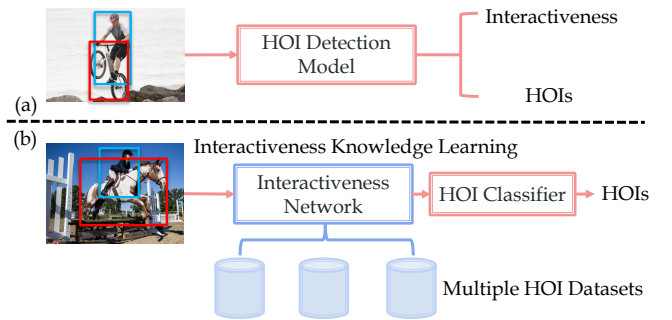 Interactiveness
HOI Detection
Model
HOIs
(a)
(b)
Interactiveness Knowledge Learning
Interactiveness
Network
HOI Classifier
HOIs
Multiple HOI Datasets